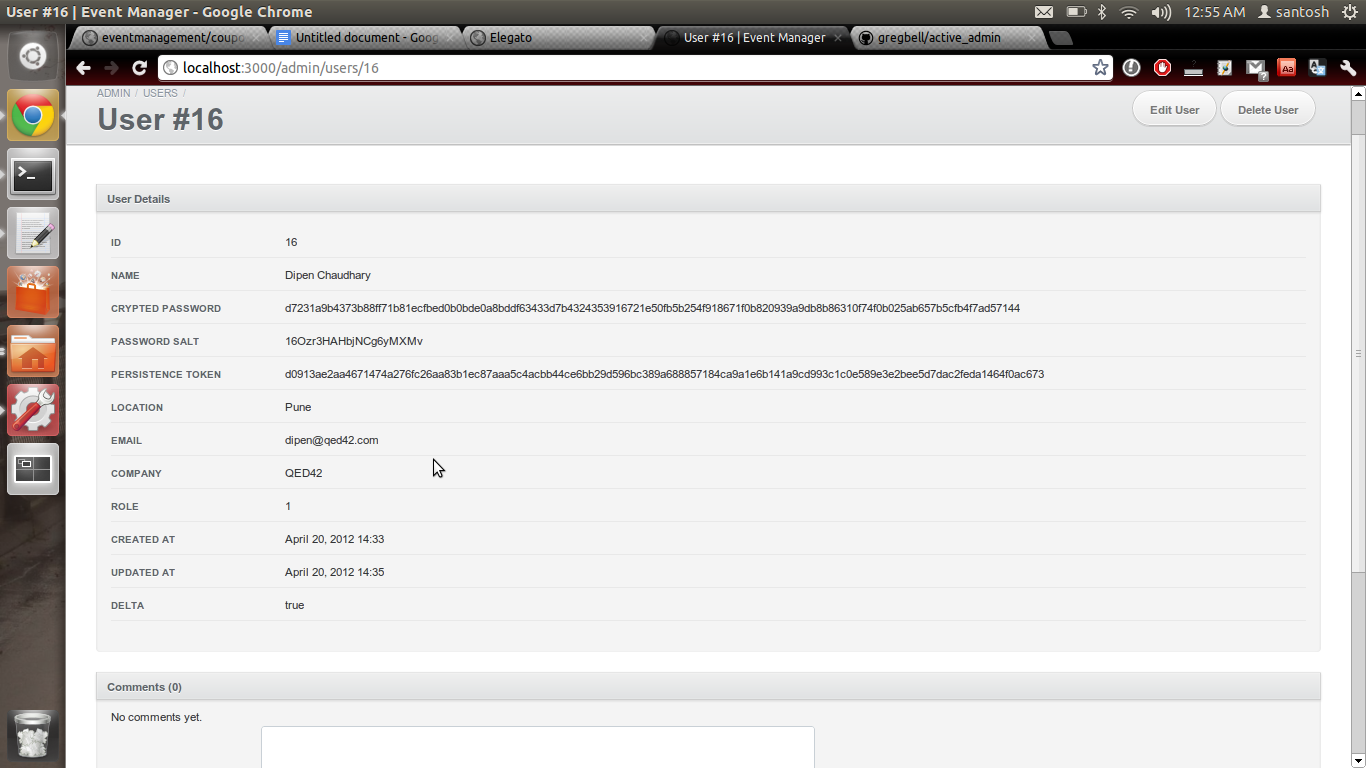 User #16 | Event Manager - Google Chrome
12:55 AM santosh
eventmanagement/coupo
Untitled document - Goog
Elegato
User #16 | Event Manager
gregbell/active_admin
localhost:3000/admin/users/16
ADMIN / USERS /
User #16
Edit User Delete User
User Details
ID 16
NAME Dipen Chaudhary
CRYPTED PASSWORD d7231a9b4373b88ff71b81ecfbed0b0bde0a8bddf63433d7b4324353916721e50fb5b254f918671f0b820939a9db8b86310f74f0b025ab657b5cfb4f7ad57144
PASSWORD SALT 16Ozr3HAHbjNCg6yMXMv
PERSISTENCE TOKEN d0913ae2aa4671474a276fc26aa83b1ec87aaa5c4acbb44ce6bb29d596bc389a688857184ca9a1e6b141a9cd993c1c0e589e3e2bee5d7dac2feda1464f0ac673
LOCATION Pune
EMAIL dipen@qed42.com
COMPANY QED42
ROLE 1
CREATED AT April 20, 2012 14:33
UPDATED AT April 20, 2012 14:35
DELTA true
Comments (0)
No comments yet.